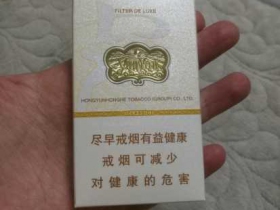 FILTER DE LUXE
HONGYUNHONGHE TOBACCO (GROUP) CO., LTD.
尽早戒烟有益健康
戒烟可减少
对健康的危害